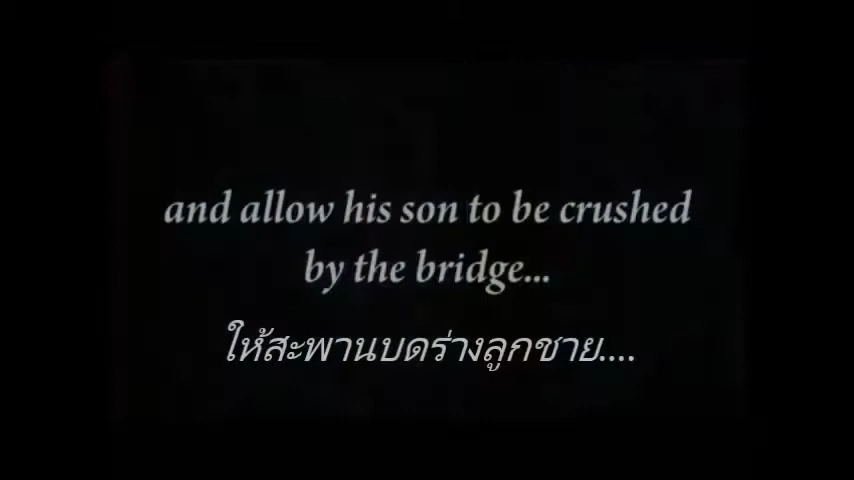 and allow his son to be crushed
by the bridge...
ให้สะพานบดร่างลูกชาย....